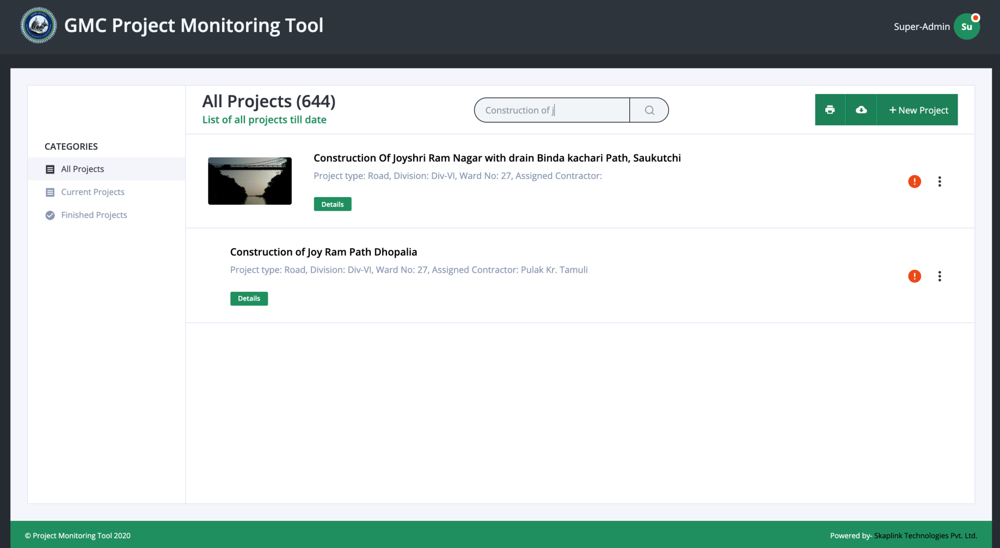 GMC Project Monitoring Tool
Super-Admin
Su
All Projects (644)
List of all projects till date
Construction of j
+ New Project
CATEGORIES
All Projects
Current Projects
Finished Projects
Construction Of Joyshri Ram Nagar with drain Binda kachari Path, Saukutchi
Project type: Road, Division: Div-VI, Ward No: 27, Assigned Contractor:
Details
Construction of Joy Ram Path Dhopalia
Project type: Road, Division: Div-VI, Ward No: 27, Assigned Contractor: Pulak Kr. Tamuli
Details
© Project Monitoring Tool 2020
Powered by- Skaplink Technologies Pvt. Ltd.